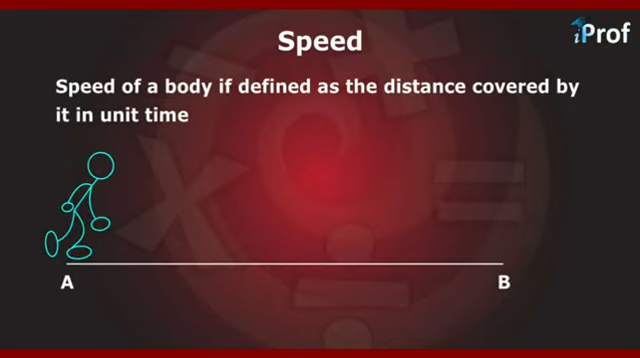 iProf
Speed
Speed of a body if defined as the distance covered by
it in unit time
A B